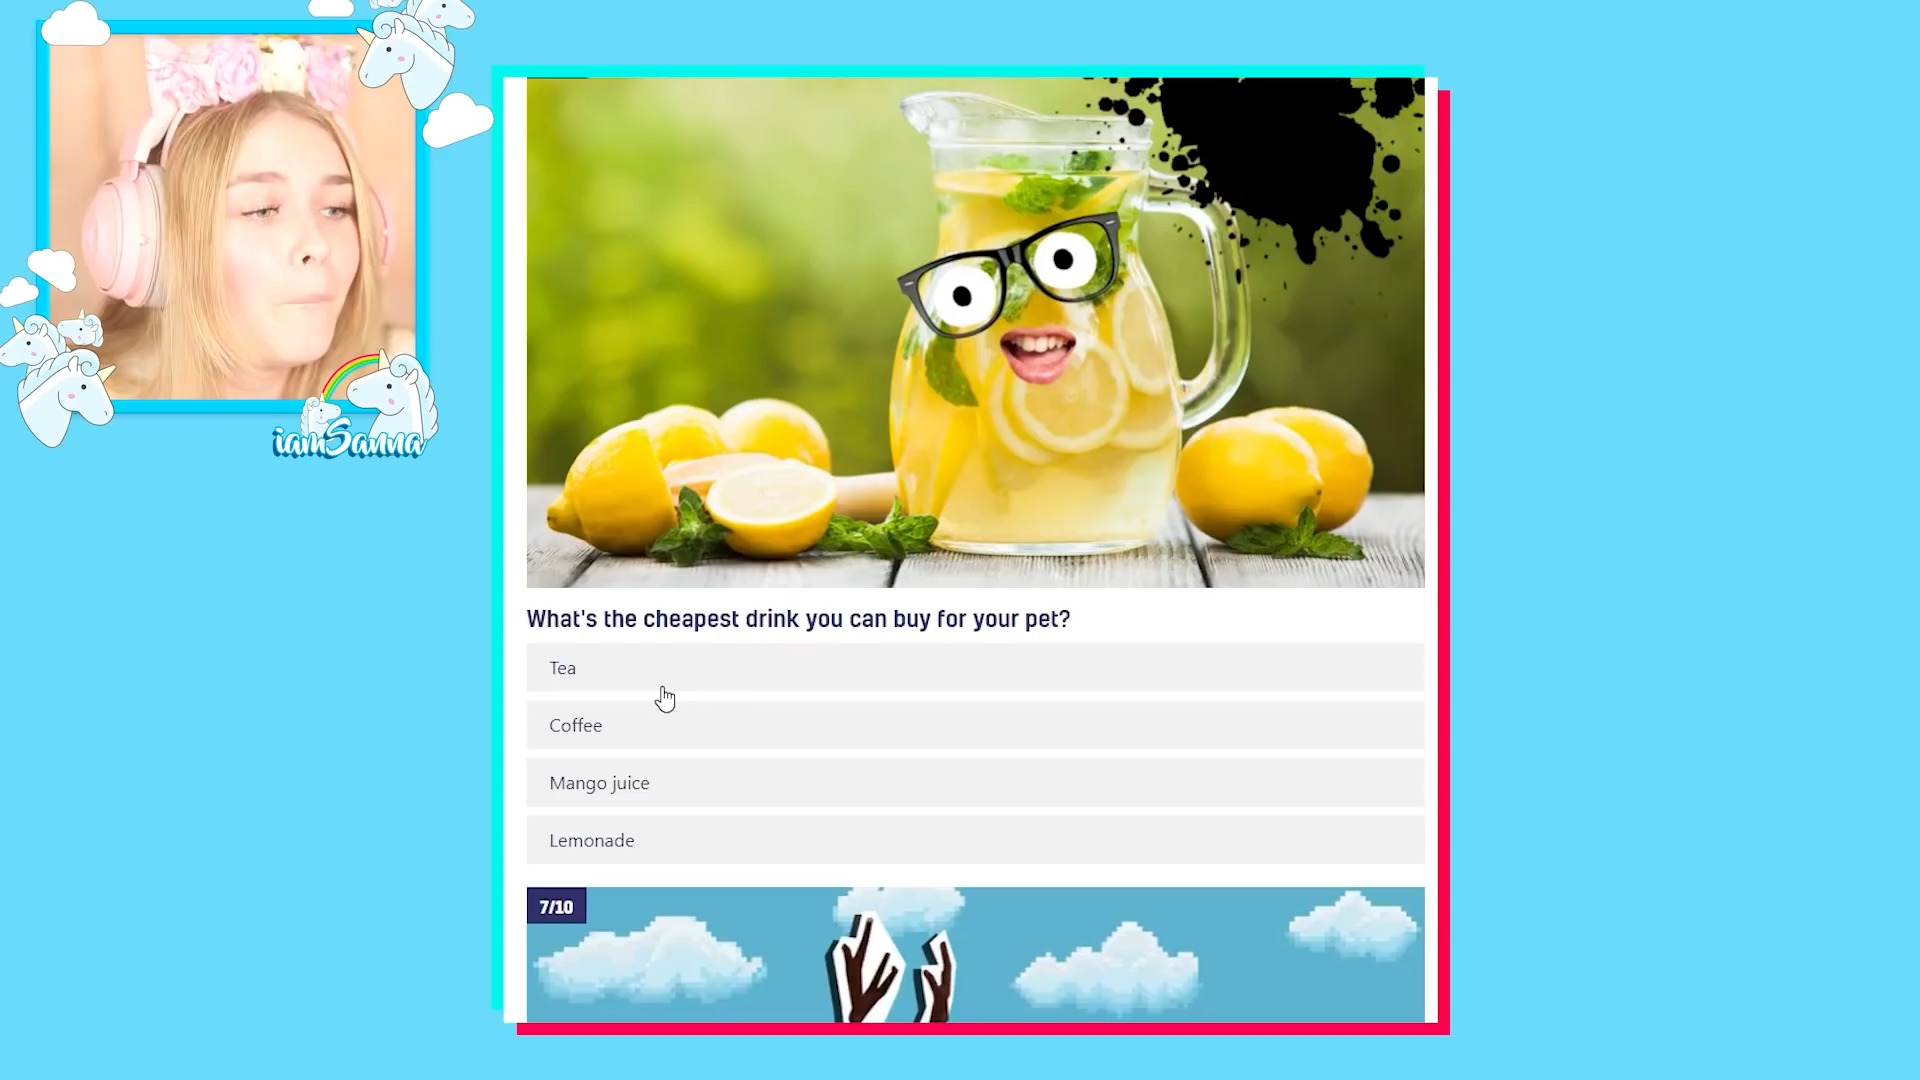 iamSanna
What's the cheapest drink you can buy for your pet?
Tea
Coffee
Mango juice
Lemonade
7/10